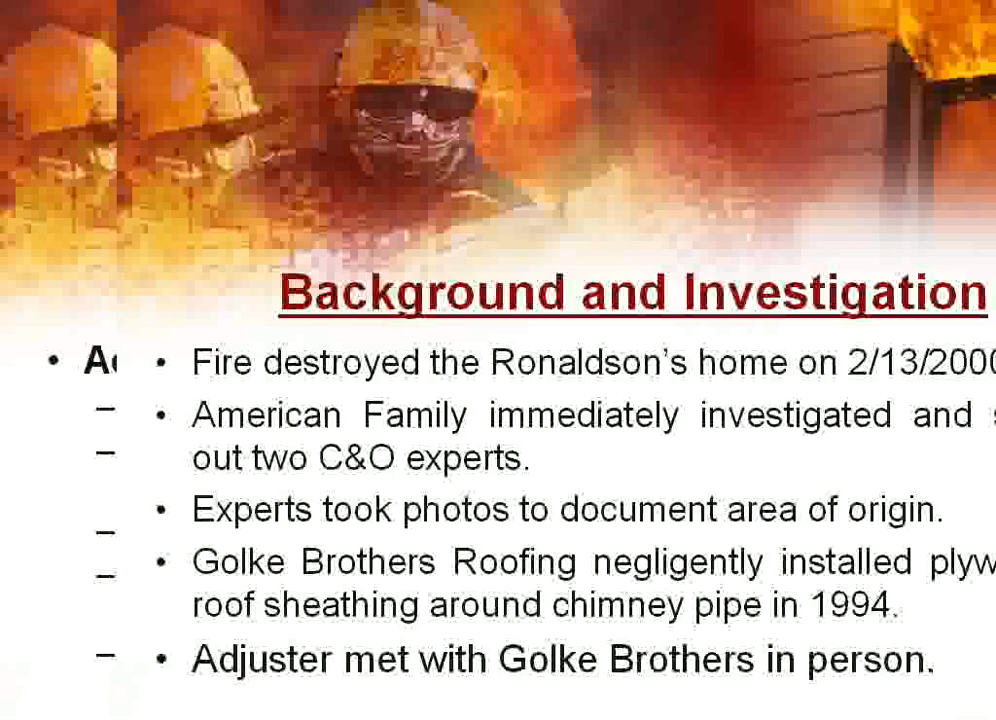 Background and Investigation
• Fire destroyed the Ronaldson's home on 2/13/2000
• American Family immediately investigated and
out two C&O experts.
• Experts took photos to document area of origin.
• Golke Brothers Roofing negligently installed
roof sheathing around chimney pipe in 1994.
• Adjuster met with Golke Brothers in person.